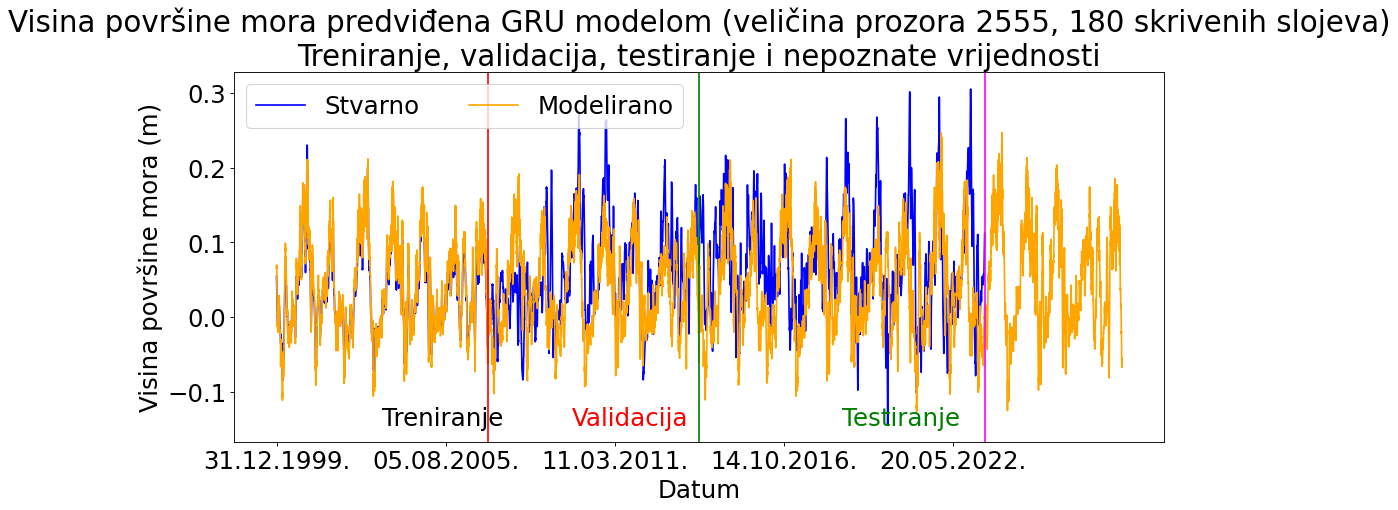 Visina površine mora predviđena GRU modelom (veličina prozora 2555, 180 skrivenih slojeva)
Treniranje, validacija, testiranje i nepoznate vrijednosti
Stvarno Modelirano
Visina površine mora (m)
0.3
0.2
0.1
0.0
−0.1
Treniranje Validacija Testiranje
31.12.1999. 05.08.2005. 11.03.2011. 14.10.2016. 20.05.2022.
Datum